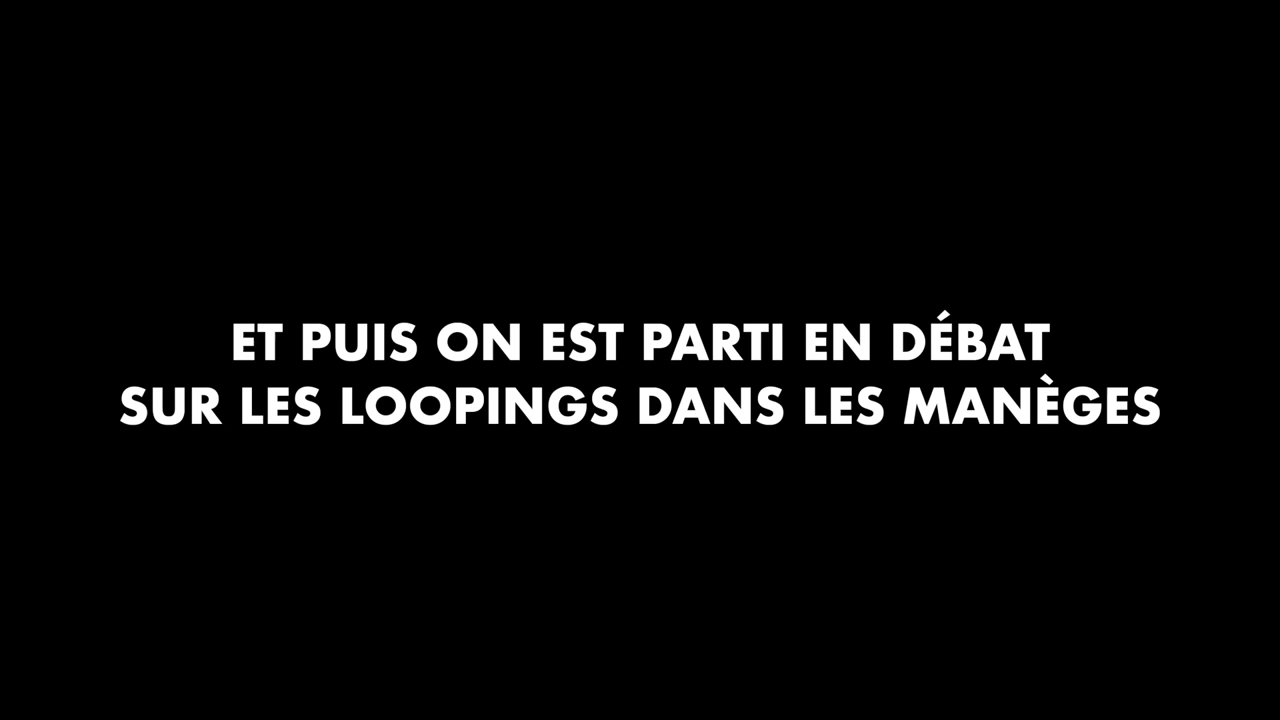 ET PUIS ON EST PARTI EN DÉBAT
SUR LES LOOPINGS DANS LES MANÈGES